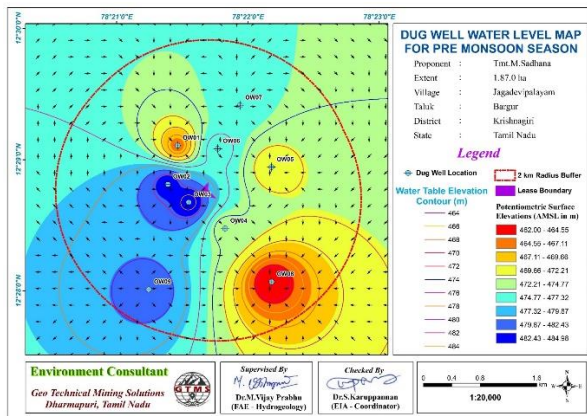 78°21'0"E
78°22'0"E
78°23'0"E
12°30'0"N
12°29'0"N
12°28'0"N
OW07
OW01
OW06
OW05
OW02
OW03
OW04
OW09
OW08
DUG WELL WATER LEVEL MAP
FOR PRE MONSOON SEASON
Proponent : Tmt.M.Sadhana
Extent : 1.87.0 ha
Village : Jagadevipalayam
Taluk : Bargur
District : Krishnagiri
State : Tamil Nadu
Legend
Dug Well Location
2 km Radius Buffer
Lease Boundary
Water Table Elevation
Contour (m)
464
466
468
470
472
474
476
478
480
482
484
Potentiometric Surface
Elevations (AMSL in m)
462.00 - 464.55
464.55 - 467.11
467.11 - 469.66
469.66 - 472.21
472.21 - 474.77
474.77 - 477.32
477.32 - 479.87
479.87 - 482.43
482.43 - 484.98
Environment Consultant
Geo Technical Mining Solutions
Dharmapuri, Tamil Nadu
GTMS
Supervised By
Dr.M.Vijay Prabhu
(FAE - Hydrogeology)
Checked By
Dr.S.Karuppannan
(EIA - Coordinator)
0 0.4 0.8 1.6
km
1:20,000